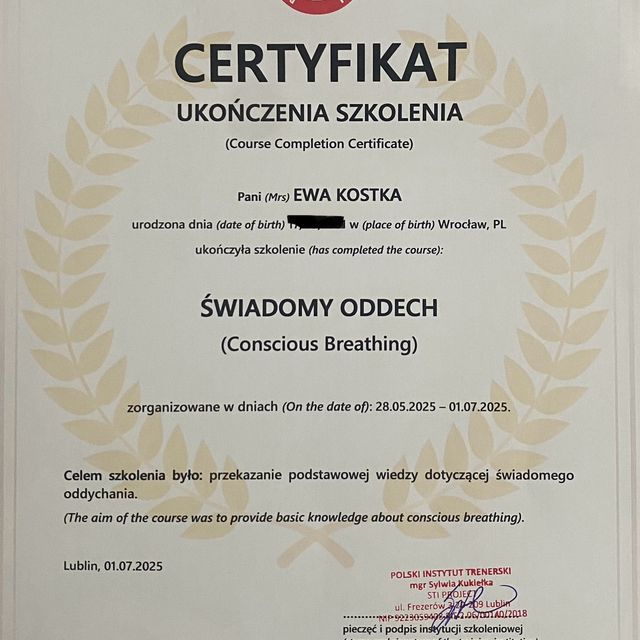 CERTYFIKAT
UKOŃCZENIA SZKOLENIA
(Course Completion Certificate)
Pani (Mrs) EWA KOSTKA
urodzona dnia (date of birth) w (place of birth) Wrocław, PL
ukończyła szkolenie (has completed the course):
ŚWIADOMY ODDECH
(Conscious Breathing)
zorganizowane w dniach (On the date of): 28.05.2025 – 01.07.2025.
Celem szkolenia było: przekazanie podstawowej wiedzy dotyczącej świadomego
oddychania.
(The aim of the course was to provide basic knowledge about conscious breathing).
Lublin, 01.07.2025
POLSKI INSTYTUT TRENERSKI
mgr Sylwia Kukiełka
STI PROJECT
ul. Frezerów Lublin
NIP
pieczęć i podpis instytucji szkoleniowej